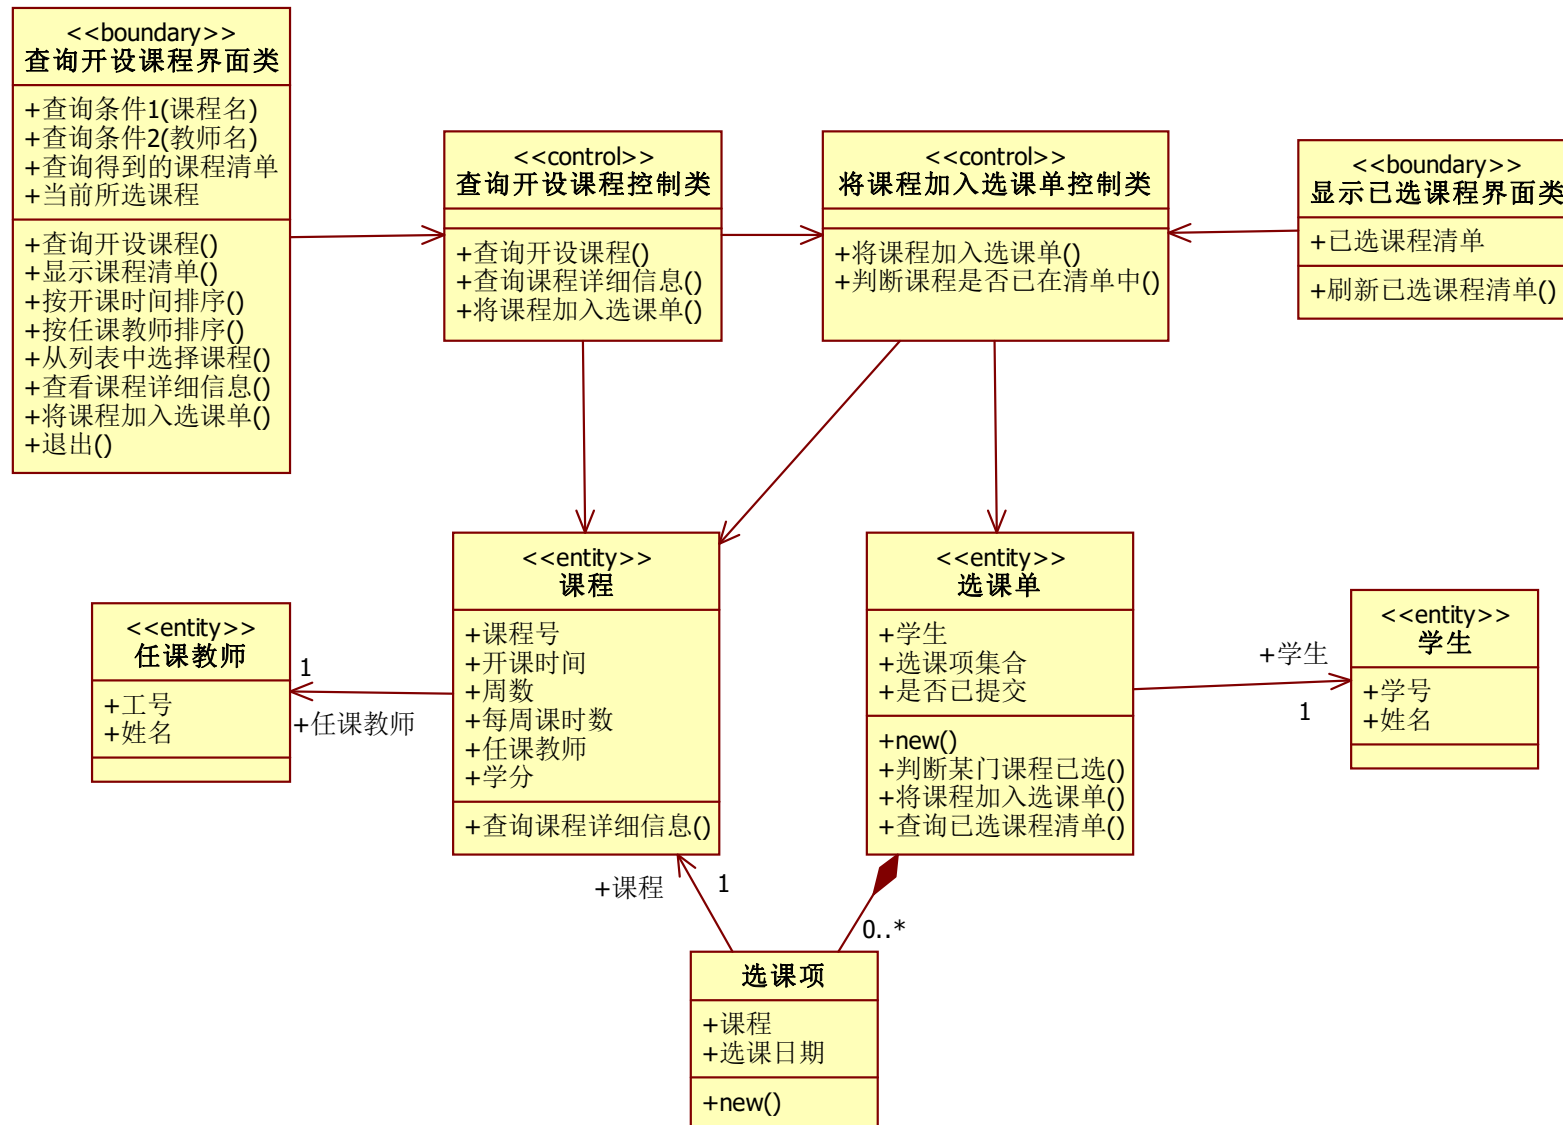 <<boundary>>
查询开设课程界面类
+查询条件1(课程名)
+查询条件2(教师名)
+查询得到的课程清单
+当前所选课程
+查询开设课程()
+显示课程清单()
+按开课时间排序()
+按任课教师排序()
+从列表中选择课程()
+查看课程详细信息()
+将课程加入选课单()
+退出()
<<control>>
查询开设课程控制类
+查询开设课程()
+查询课程详细信息()
+将课程加入选课单()
<<control>>
将课程加入选课单控制类
+将课程加入选课单()
+判断课程是否已在清单中()
<<boundary>>
显示已选课程界面类
+已选课程清单
+刷新已选课程清单()
<<entity>>
任课教师
+工号
+姓名
1
+任课教师
<<entity>>
课程
+课程号
+开课时间
+周数
+每周课时数
+任课教师
+学分
+查询课程详细信息()
<<entity>>
选课单
+学生
+选课项集合
+是否已提交
+new()
+判断某门课程已选()
+将课程加入选课单()
+查询已选课程清单()
+学生
1
<<entity>>
学生
+学号
+姓名
+课程
1
0..*
选课项
+课程
+选课日期
+new()